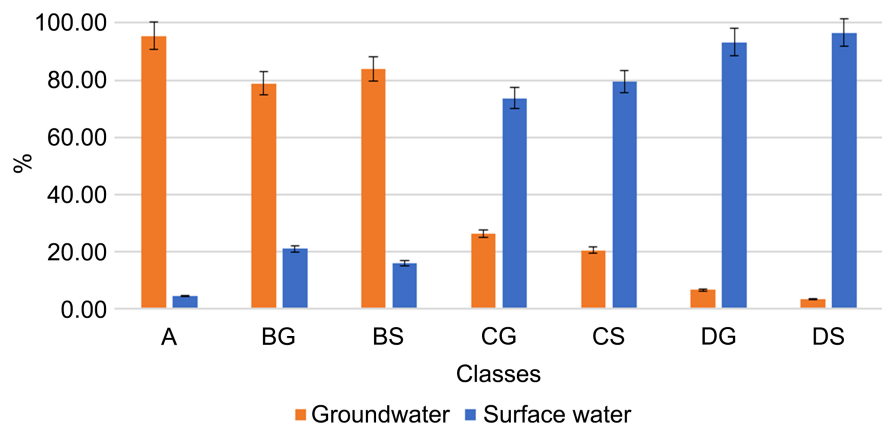 100.00
80.00
60.00
40.00
20.00
0.00
%
A BG BS CG CS DG DS
Classes
Groundwater Surface water